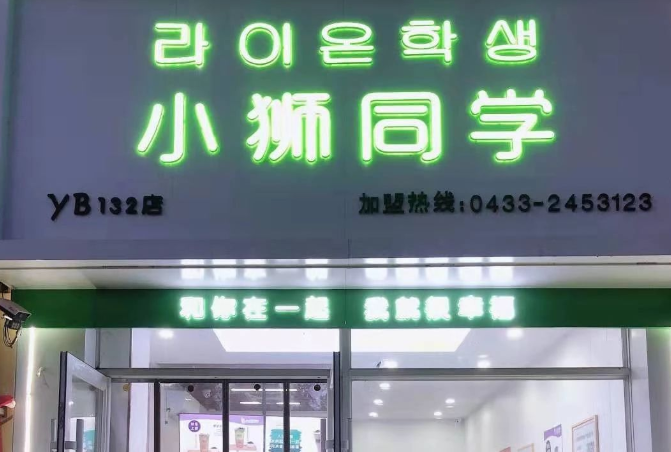 라이온학생
小狮同学
YB132店 加盟热线:0433-2453123
和你在一起 我就很幸福